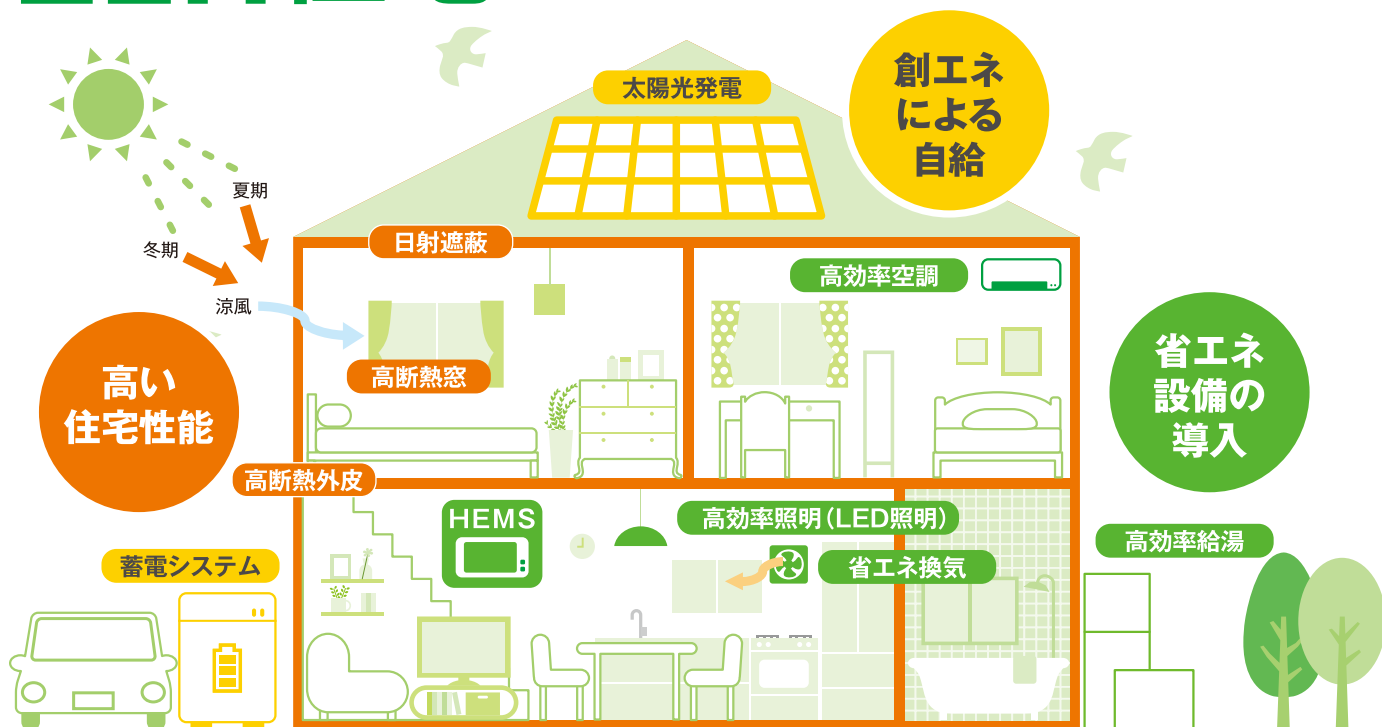 太陽光発電
創エネ
による
自給
夏期
冬期
涼風
日射遮蔽
高効率空調
高断熱窓
高い
住宅性能
省エネ
設備の
導入
高断熱外皮
HEMS
高効率照明（LED照明）
省エネ換気
高効率給湯
蓄電システム